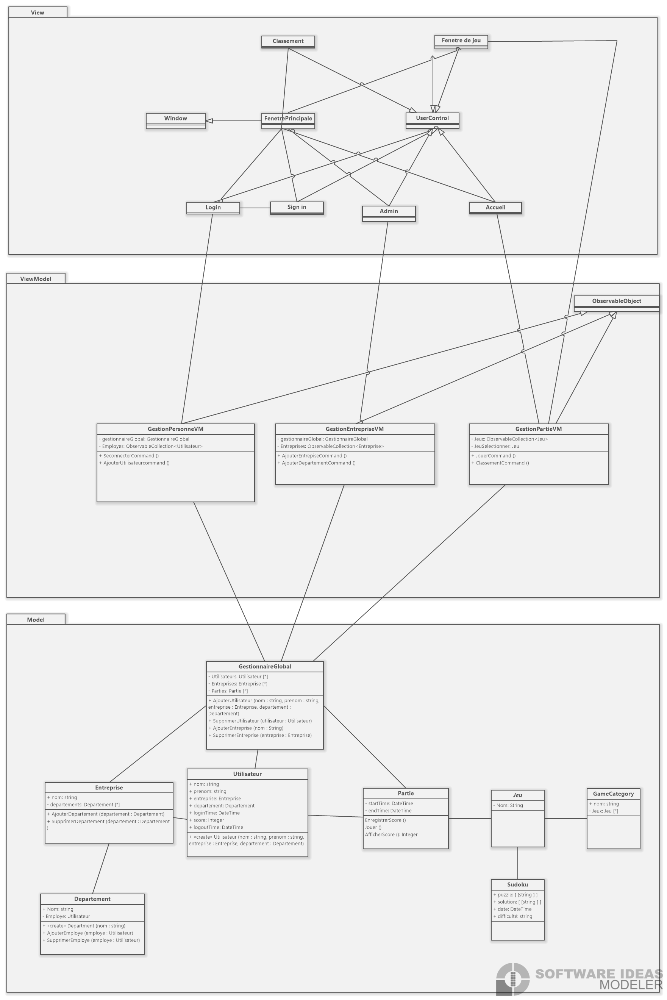 View
Classement
Fenetre de jeu
Window
FenetrePrincipale
UserControl
Login
Sign in
Admin
Accueil
ViewModel
ObservableObject
GestionPersonneVM
- gestionnaireGlobal: GestionnaireGlobal
- Employes: ObservableCollection<Utilisateur>
+ SeconnecterCommand ()
+ AjouterUtilisateurcommand ()
GestionEntrepriseVM
- gestionnaireGlobal: GestionnaireGlobal
- Entreprises: ObservableCollection<Entreprise>
+ AjouterEntrepiseCommand ()
+ AjouterDepartementCommand ()
GestionPartieVM
- Jeux: ObservableCollection<Jeu>
- JeuSelectionner: Jeu
+ JouerCommand ()
+ ClassementCommand ()
Model
GestionnaireGlobal
- Utilisateurs: Utilisateur [*]
- Entreprises: Entreprise [*]
- Parties: Partie [*]
+ AjouterUtilisateur (nom : string, prenom : string,
entreprise : Entreprise, departement :
Departement)
+ SupprimerUtilisateur (utilisateur : Utilisateur)
+ AjouterEntreprise (nom : String)
+ SupprimerEntreprise (entreprise : Entreprise)
Entreprise
+ nom: string
- departements: Departement [*]
+ AjouterDepartement (departement : Departement)
+ SupprimerDepartement (departement : Departement
)
Utilisateur
+ nom: string
+ prenom: string
+ entreprise: Entreprise
+ departement: Departement
+ loginTime: DateTime
+ score: Integer
+ logoutTime: DateTime
+ «create» Utilisateur (nom : string, prenom : string,
entreprise : Entreprise, departement : Departement)
Partie
- startTime: DateTime
- endTime: DateTime
EnregistrerScore ()
Jouer ()
AfficherScore (): Integer
Jeu
- Nom: String
GameCategory
+ nom: string
- Jeux: Jeu [*]
Departement
+ Nom: string
- Employe: Utilisateur
+ «create» Department (nom : string)
+ AjouterEmploye (employe : Utilisateur)
+ SupprimerEmploye (employe : Utilisateur)
Sudoku
+ puzzle: [ [string ] ]
+ solution: [ [string ] ]
+ date: DateTime
+ difficulté: string
SOFTWARE IDEAS
MODELER